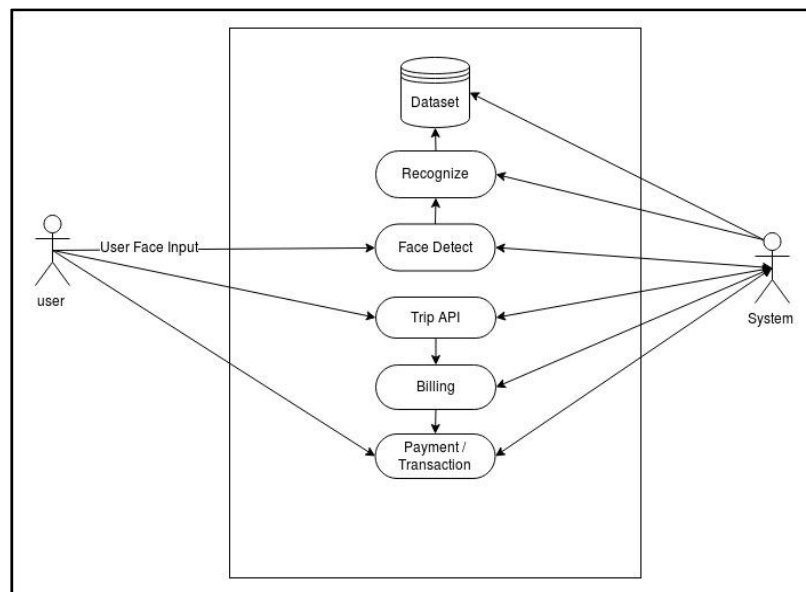 Dataset
Recognize
User Face Input
Face Detect
user
Trip API
System
Billing
Payment /
Transaction